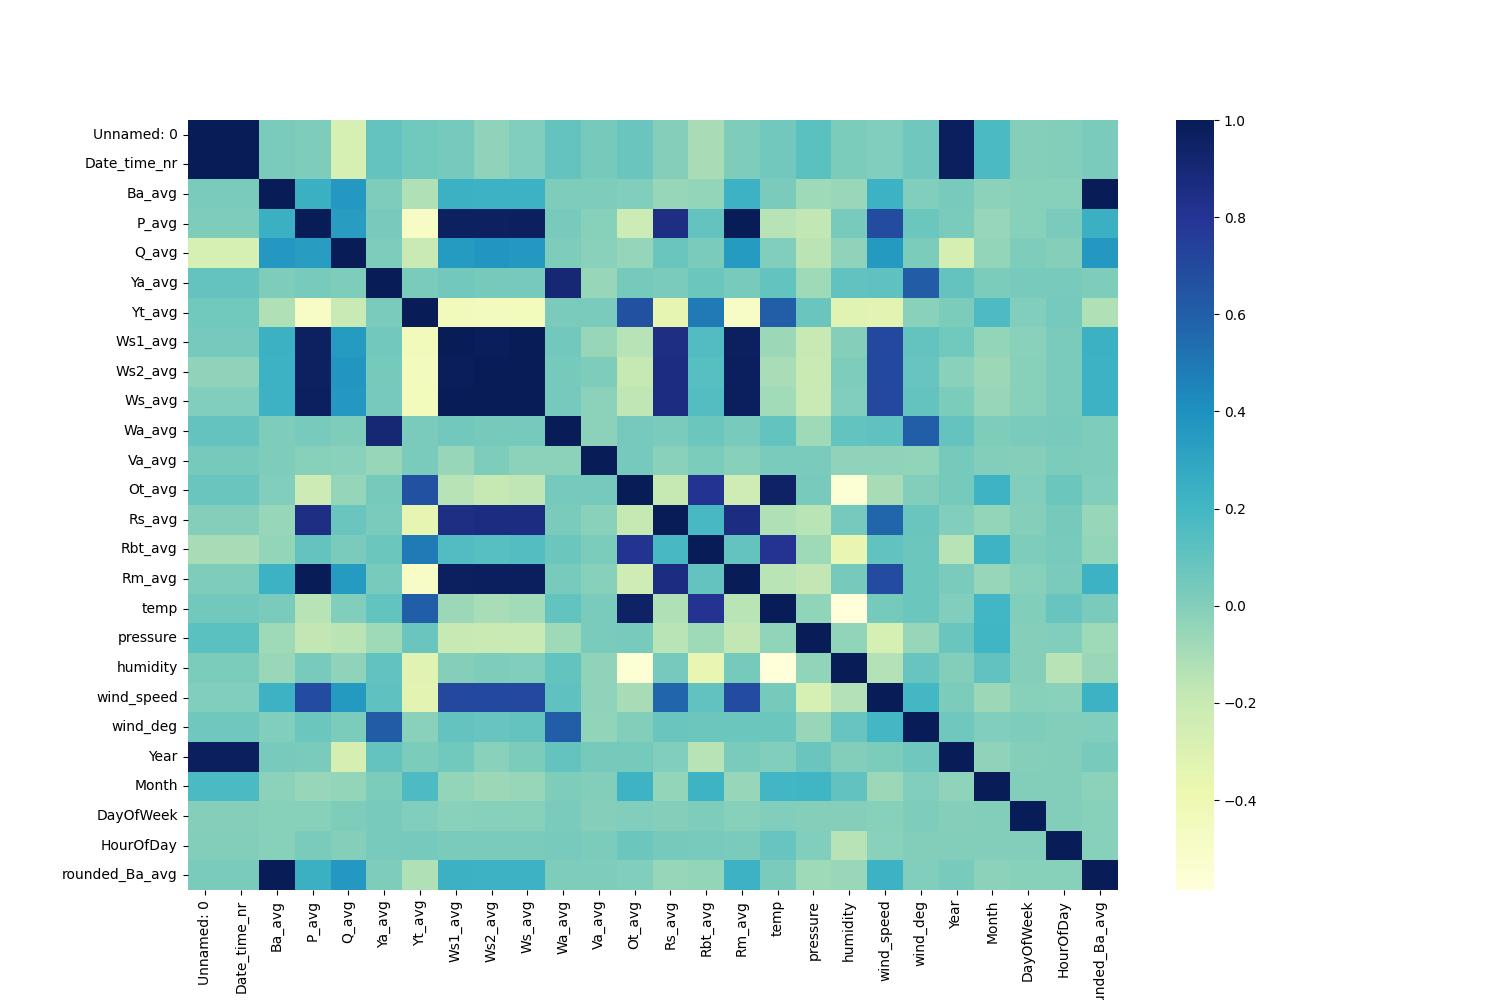 Unnamed: 0
Date_time_nr
Ba_avg
P_avg
Q_avg
Ya_avg
Yt_avg
Ws1_avg
Ws2_avg
Ws_avg
Wa_avg
Va_avg
Ot_avg
Rs_avg
Rbt_avg
Rm_avg
temp
pressure
humidity
wind_speed
wind_deg
Year
Month
DayOfWeek
HourOfDay
rounded_Ba_avg
Unnamed: 0
Date_time_nr
Ba_avg
P_avg
Q_avg
Ya_avg
Yt_avg
Ws1_avg
Ws2_avg
Ws_avg
Wa_avg
Va_avg
Ot_avg
Rs_avg
Rbt_avg
Rm_avg
temp
pressure
humidity
wind_speed
wind_deg
Year
Month
DayOfWeek
HourOfDay
unded_Ba_avg
1.0
0.8
0.6
0.4
0.2
0.0
−0.2
−0.4